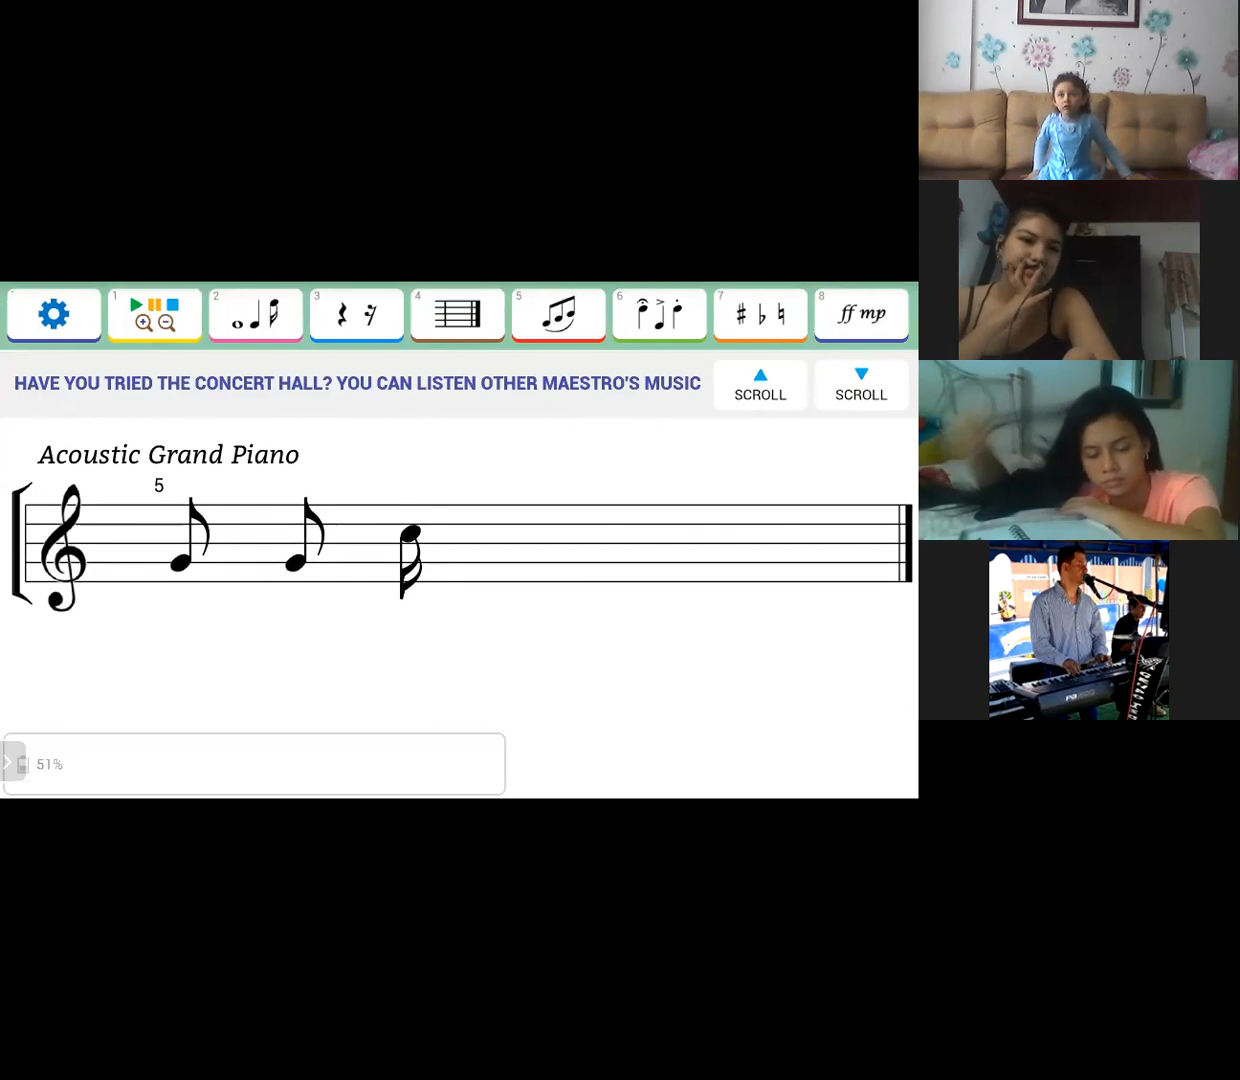 1
2
3
4
5
6
7
8
ff mp
HAVE YOU TRIED THE CONCERT HALL? YOU CAN LISTEN OTHER MAESTRO'S MUSIC
SCROLL
SCROLL
Acoustic Grand Piano
5
51%